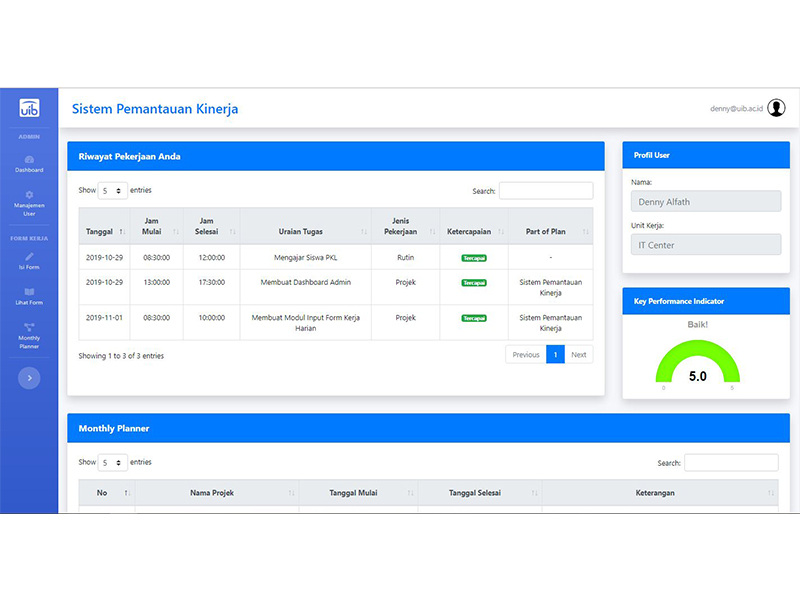 uib
Sistem Pemantauan Kinerja
denny@uib.ac.id
ADMIN
Dashboard
Manajemen
User
FORM KERJA
Isi Form
Lihat Form
Monthly
Planner
Riwayat Pekerjaan Anda
Show 5 entries
Search:
Tanggal Jam Mulai Jam Selesai Uraian Tugas Jenis Pekerjaan Ketercapaian Part of Plan
2019-10-29 08:30:00 12:00:00 Mengajar Siswa PKL Rutin Tercapai -
2019-10-29 13:00:00 17:30:00 Membuat Dashboard Admin Projek Tercapai Sistem Pemantauan Kinerja
2019-11-01 08:30:00 10:00:00 Membuat Modul Input Form Kerja Harian Projek Tercapai Sistem Pemantauan Kinerja
Showing 1 to 3 of 3 entries
Previous 1 Next
Profil User
Nama:
Denny Alfath
Unit Kerja:
IT Center
Key Performance Indicator
Baik!
5.0
0 5
Monthly Planner
Show 5 entries
Search:
No Nama Projek Tanggal Mulai Tanggal Selesai Keterangan